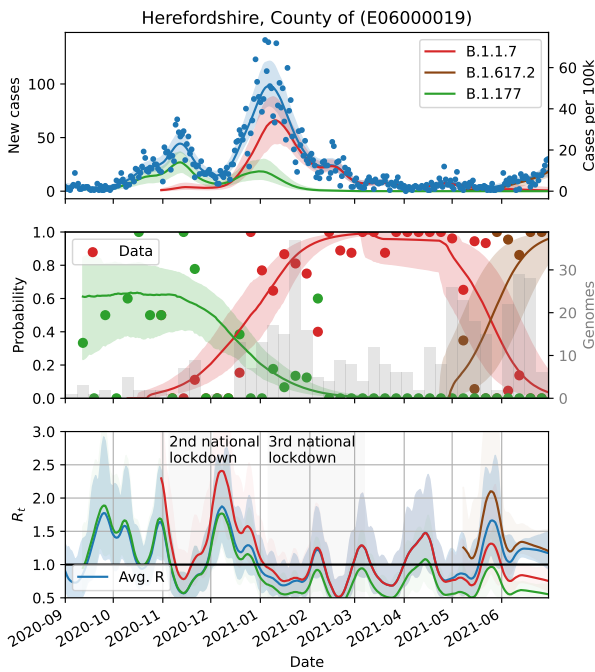 Herefordshire, County of (E06000019)
New cases
100
50
0
B.1.1.7
B.1.617.2
B.1.177
60
40
20
0
Cases per 100k
Probability
1.0
0.8
0.6
0.4
0.2
0.0
Data
30
20
10
0
Genomes
R_t
3.0
2.5
2.0
1.5
1.0
0.5
2nd national
lockdown
3rd national
lockdown
Avg. R
2020-09
2020-10
2020-11
2020-12
2021-01
2021-02
2021-03
2021-04
2021-05
2021-06
Date